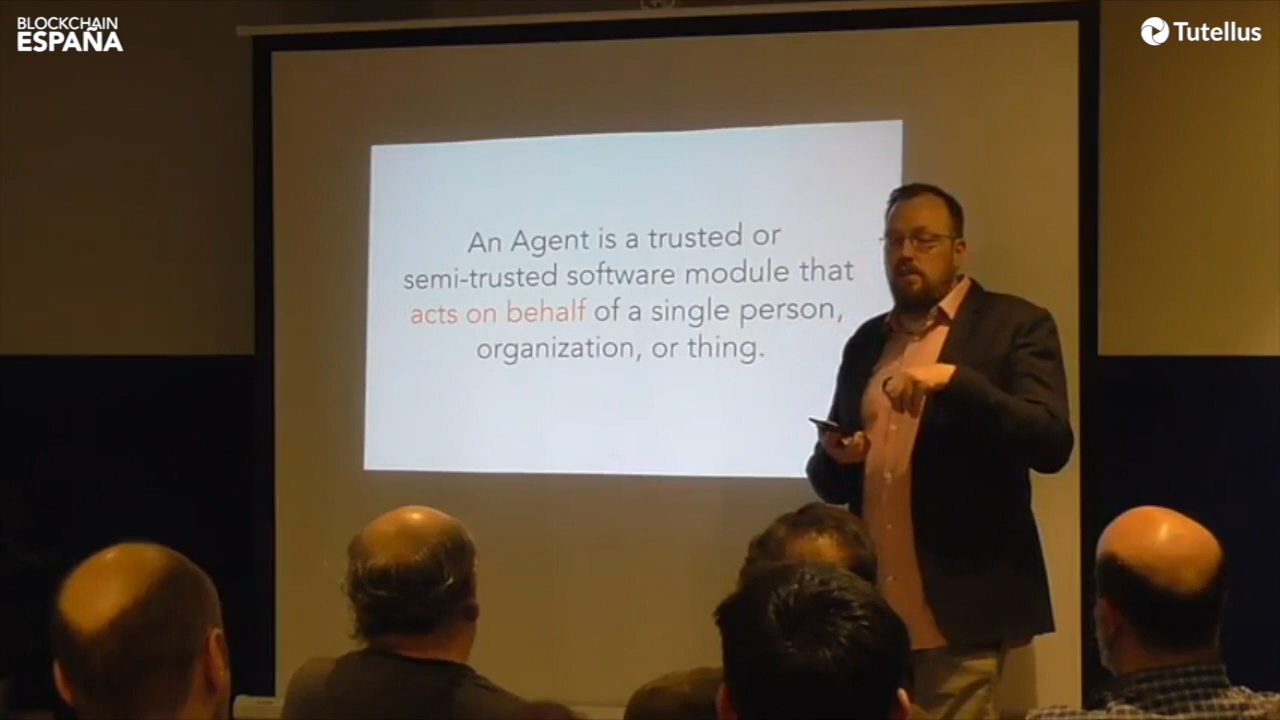 BLOCKCHAIN
ESPAÑA
Tutellus
An Agent is a trusted or
semi-trusted software module that
acts on behalf of a single person,
organization, or thing.